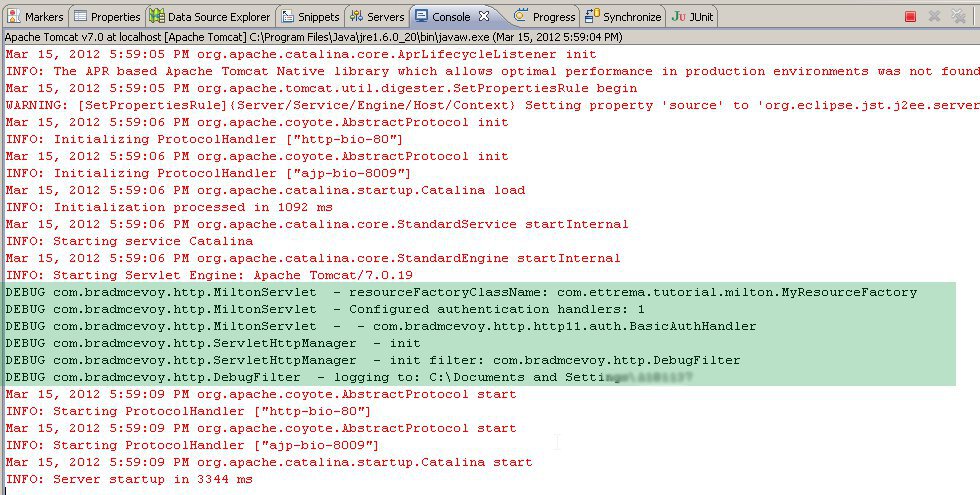 Markers Properties Data Source Explorer Snippets Servers Console Progress Synchronize JUnit
Apache Tomcat v7.0 at localhost [Apache Tomcat] C:\Program Files\Java\jre1.6.0_20\bin\javaw.exe (Mar 15, 2012 5:59:04 PM)
Mar 15, 2012 5:59:05 PM org.apache.catalina.core.AprLifecycleListener init
INFO: The APR based Apache Tomcat Native library which allows optimal performance in production environments was not found
Mar 15, 2012 5:59:05 PM org.apache.tomcat.util.digester.SetPropertiesRule begin
WARNING: [SetPropertiesRule]{Server/Service/Engine/Host/Context} Setting property 'source' to 'org.eclipse.jst.j2ee.server
Mar 15, 2012 5:59:06 PM org.apache.coyote.AbstractProtocol init
INFO: Initializing ProtocolHandler ["http-bio-80"]
Mar 15, 2012 5:59:06 PM org.apache.coyote.AbstractProtocol init
INFO: Initializing ProtocolHandler ["ajp-bio-8009"]
Mar 15, 2012 5:59:06 PM org.apache.catalina.startup.Catalina load
INFO: Initialization processed in 1092 ms
Mar 15, 2012 5:59:06 PM org.apache.catalina.core.StandardService startInternal
INFO: Starting service Catalina
Mar 15, 2012 5:59:06 PM org.apache.catalina.core.StandardEngine startInternal
INFO: Starting Servlet Engine: Apache Tomcat/7.0.19
DEBUG com.bradmcevoy.http.MiltonServlet - resourceFactoryClassName: com.ettrema.tutorial.milton.MyResourceFactory
DEBUG com.bradmcevoy.http.MiltonServlet - Configured authentication handlers: 1
DEBUG com.bradmcevoy.http.MiltonServlet - - com.bradmcevoy.http.http11.auth.BasicAuthHandler
DEBUG com.bradmcevoy.http.ServletHttpManager - init
DEBUG com.bradmcevoy.http.ServletHttpManager - init filter: com.bradmcevoy.http.DebugFilter
DEBUG com.bradmcevoy.http.DebugFilter - logging to: C:\Documents and
Mar 15, 2012 5:59:09 PM org.apache.coyote.AbstractProtocol start
INFO: Starting ProtocolHandler ["http-bio-80"]
Mar 15, 2012 5:59:09 PM org.apache.coyote.AbstractProtocol start
INFO: Starting ProtocolHandler ["ajp-bio-8009"]
Mar 15, 2012 5:59:09 PM org.apache.catalina.startup.Catalina start
INFO: Server startup in 3344 ms